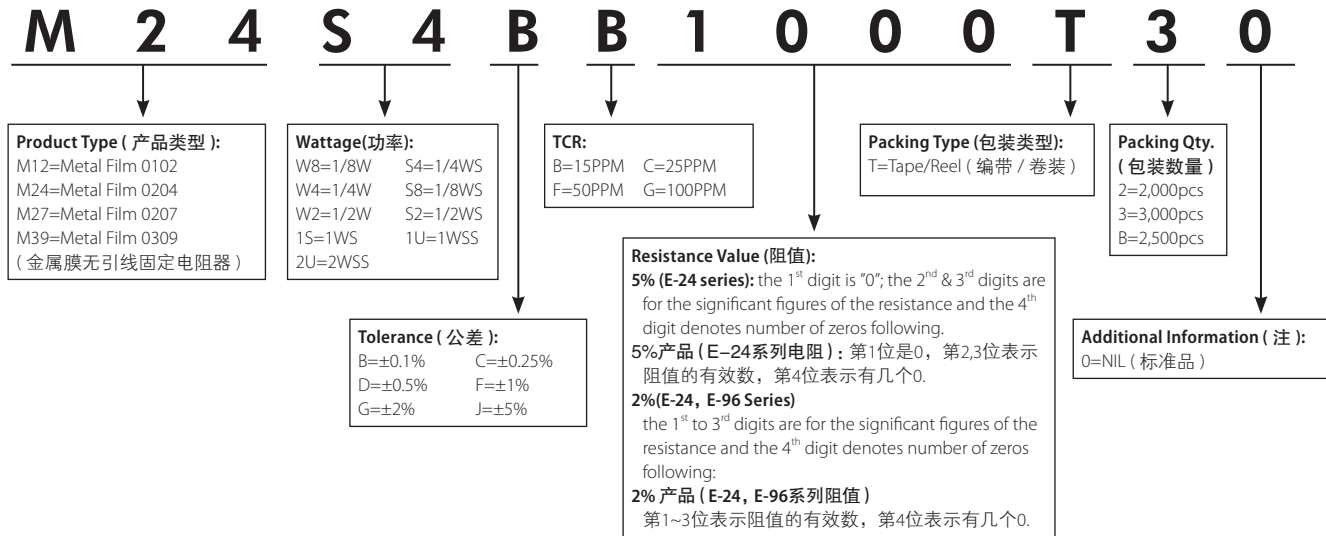 M 2 4 S 4 B B 1 0 0 0 T 3 0
Product Type ( 产品类型 ):
M12=Metal Film 0102
M24=Metal Film 0204
M27=Metal Film 0207
M39=Metal Film 0309
( 金属膜无引线固定电阻器 )
Wattage(功率):
W8=1/8W S4=1/4WS
W4=1/4W S8=1/8WS
W2=1/2W S2=1/2WS
1S=1WS 1U=1WSS
2U=2WSS
Tolerance ( 公差 ):
B=±0.1% C=±0.25%
D=±0.5% F=±1%
G=±2% J=±5%
TCR:
B=15PPM C=25PPM
F=50PPM G=100PPM
Resistance Value (阻值):
5% (E-24 series): the 1st digit is "0"; the 2nd & 3rd digits are
for the significant figures of the resistance and the 4th
digit denotes number of zeros following.
5%产品 ( E–24系列电阻 ) : 第1位是0，第2,3位表示
阻值的有效数，第4位表示有几个0.
2%(E-24, E-96 Series)
the 1st to 3rd digits are for the significant figures of the
resistance and the 4th digit denotes number of zeros
following:
2% 产品 ( E-24, E-96系列阻值 )
第1~3位表示阻值的有效数，第4位表示有几个0.
Packing Type (包装类型):
T=Tape/Reel ( 编带 / 卷装 )
Packing Qty.
( 包装数量 )
2=2,000pcs
3=3,000pcs
B=2,500pcs
Additional Information ( 注 ):
0=NIL ( 标准品 )